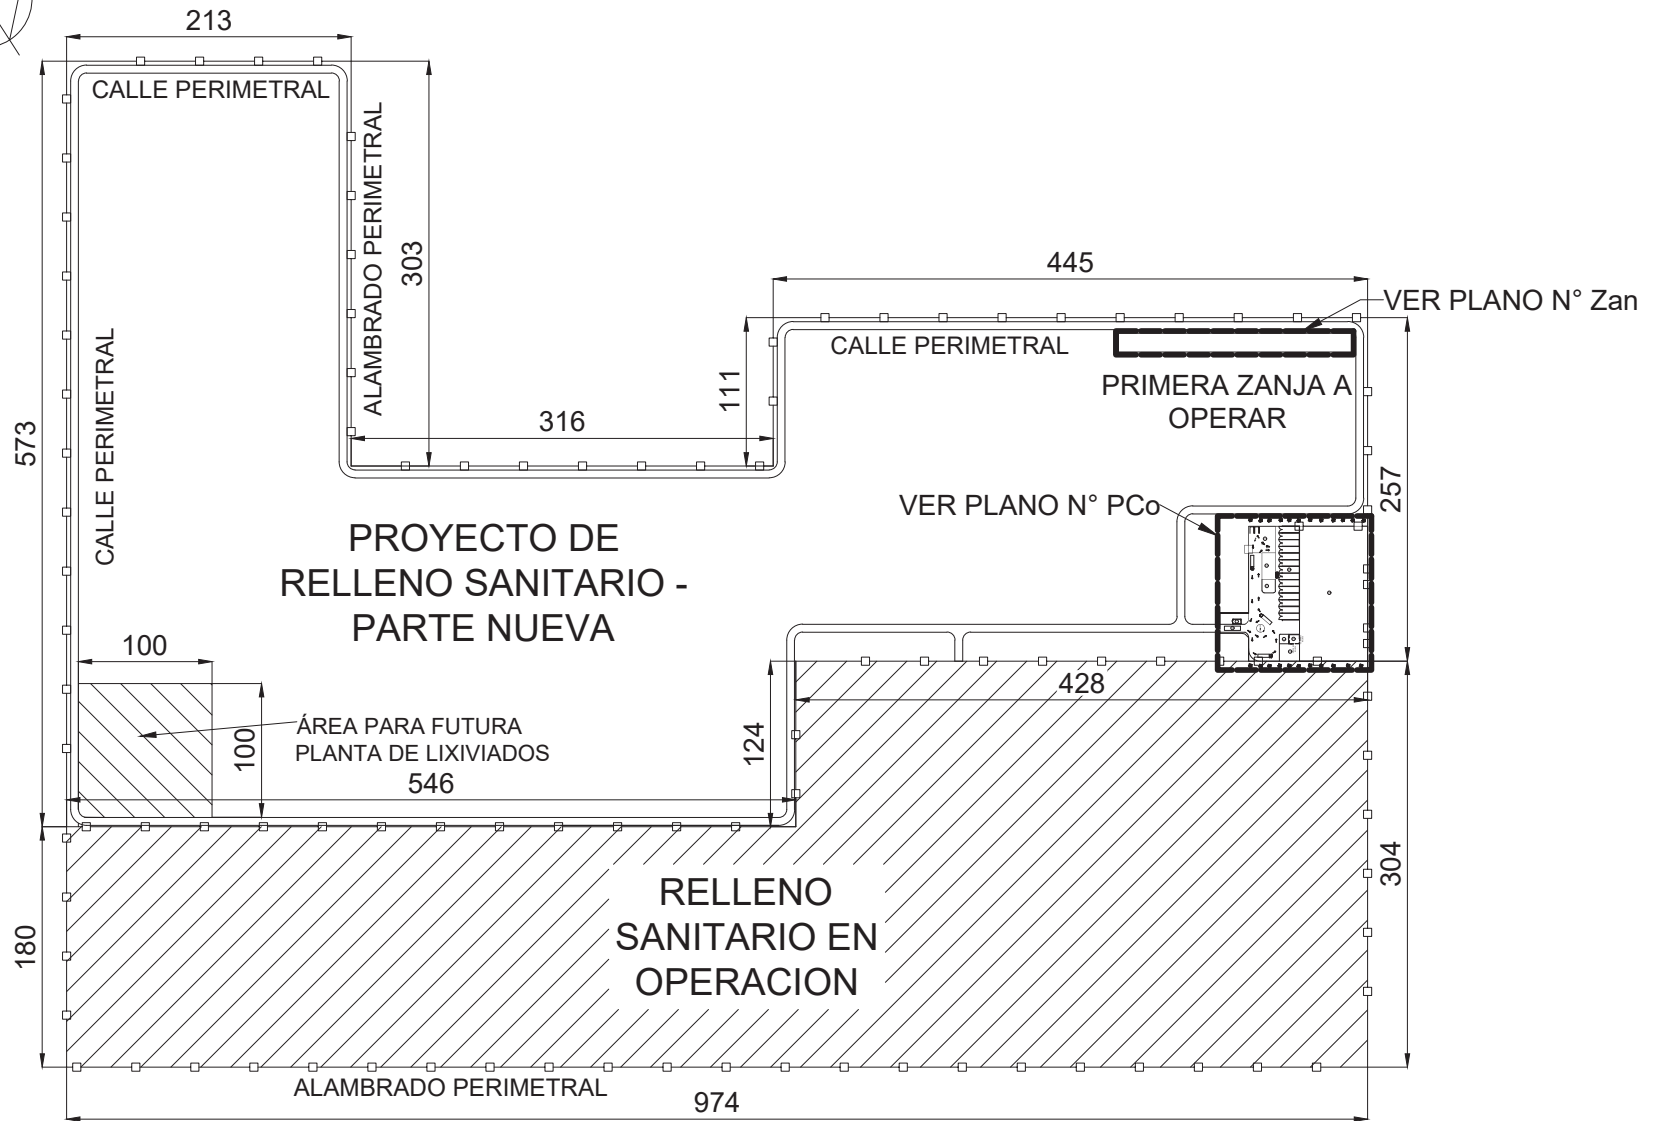 213
CALLE PERIMETRAL
ALAMBRADO PERIMETRAL
303
445
VER PLANO N° Zan
CALLE PERIMETRAL
PRIMERA ZANJA A
OPERAR
111
316
573
CALLE PERIMETRAL
257
VER PLANO N° PCo
PROYECTO DE
RELLENO SANITARIO -
PARTE NUEVA
100
428
ÁREA PARA FUTURA
PLANTA DE LIXIVIADOS
100
124
546
304
RELLENO
SANITARIO EN
OPERACION
180
ALAMBRADO PERIMETRAL
974